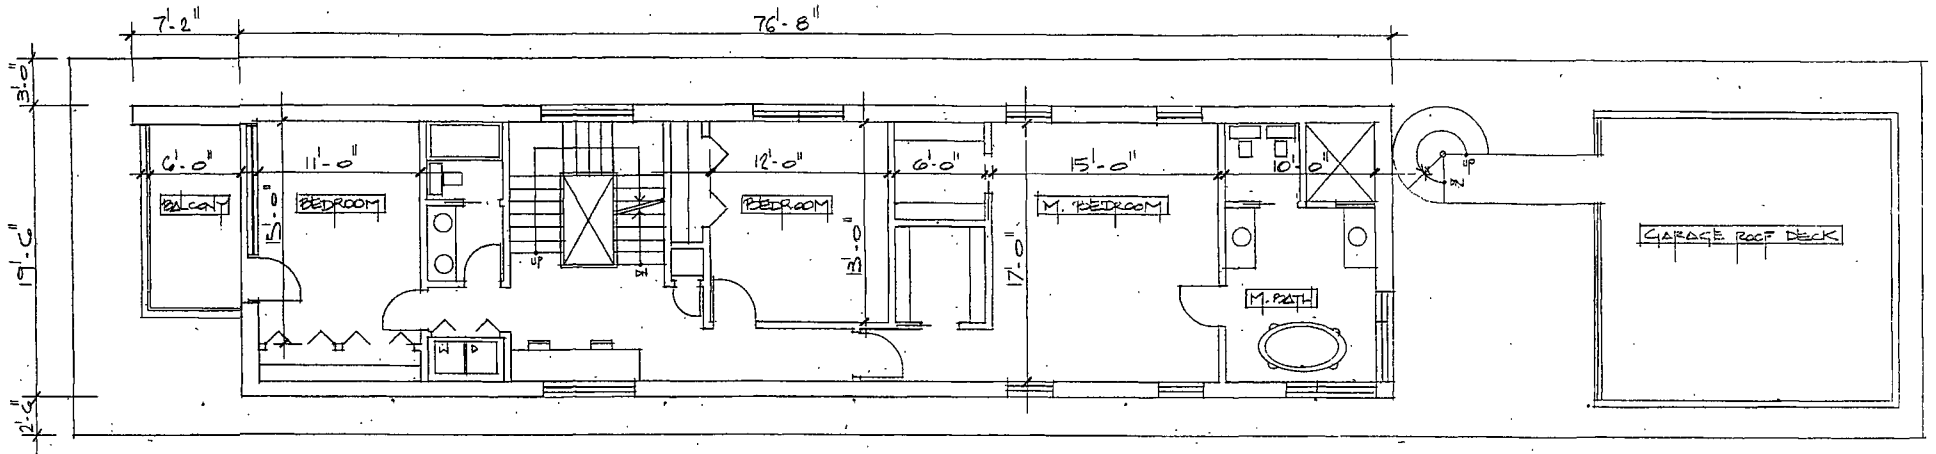 7'-2"
76'-8"
3'-0"
6'-0"
11'-0"
12'-0"
6'-0"
15'-0"
10'-0"
UP
DN
BALCONY
BEDROOM
BEDROOM
M. BEDROOM
GARAGE ROOF DECK
15'-0"
13'-0"
17'-0"
19'-6"
UP
DN
M. BATH
W
D
2'-6"